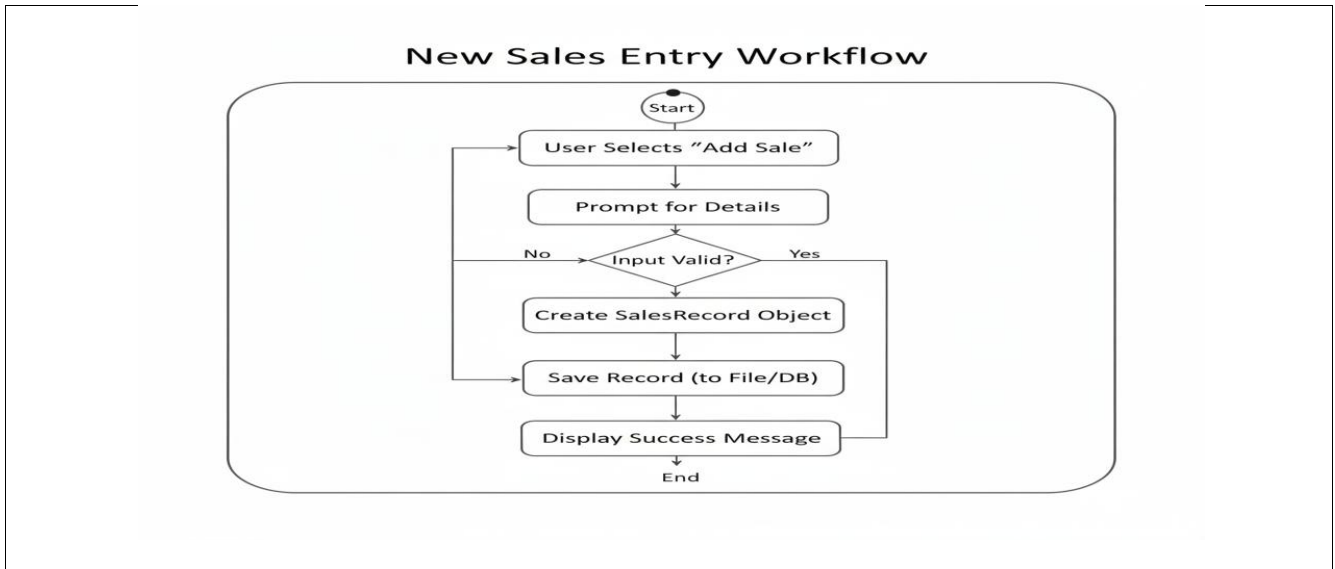 New Sales Entry Workflow
Start
User Selects “Add Sale”
Prompt for Details
No
Input Valid?
Yes
Create SalesRecord Object
Save Record (to File/DB)
Display Success Message
End